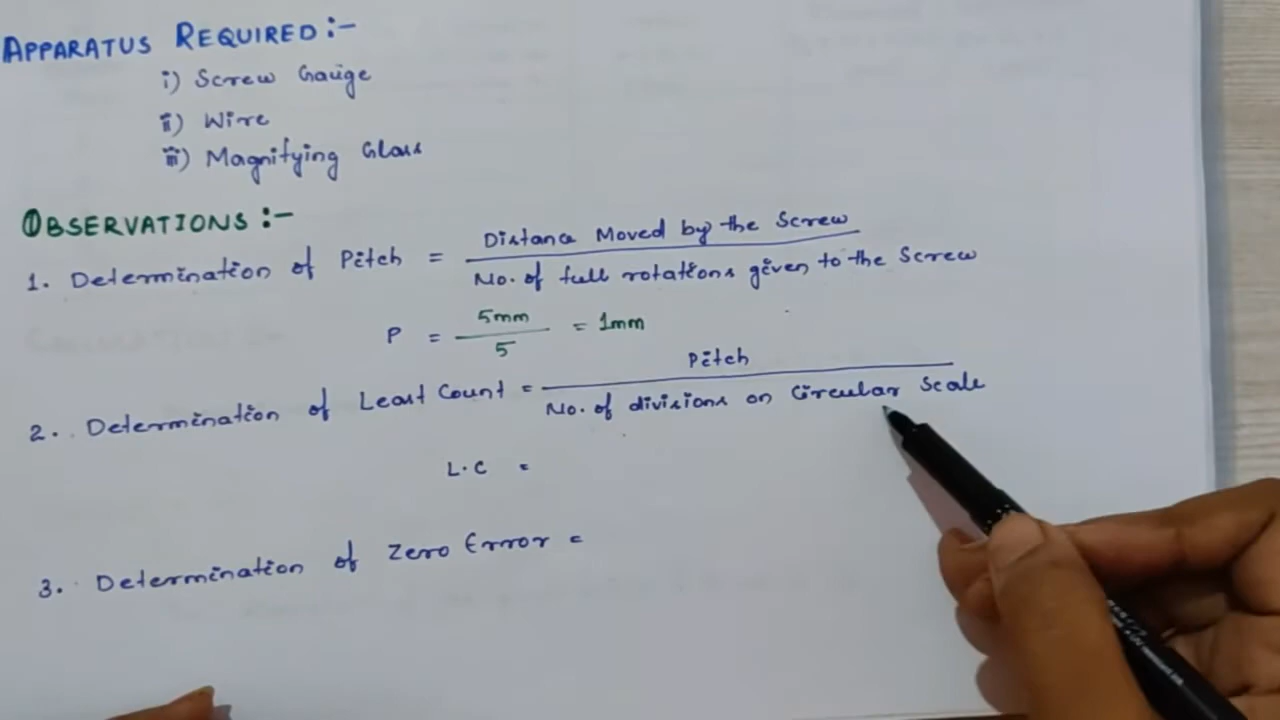 APPARATUS REQUIRED:-
i) Screw Gauge
ii) Wire
iii) Magnifying Glass
OBSERVATIONS:-
1. Determination of Pitch = Distance Moved by the Screw
No. of full rotations given to the Screw
P = 5mm = 1mm
5
Pitch
2. Determination of Least Count =
No. of divisions on Circular Scale
L.C =
3. Determination of Zero Error =